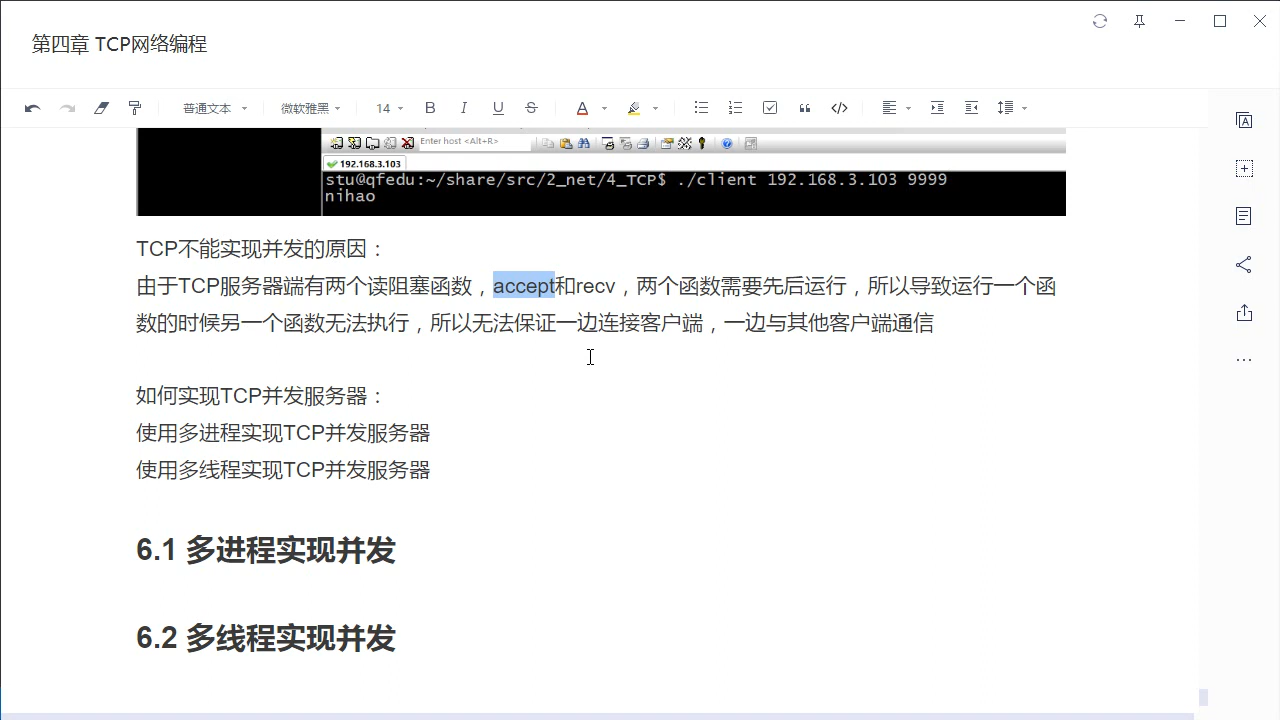 第四章 TCP网络编程
普通文本
微软雅黑
14
B
I
U
S
A
Enter host <Alt+R>
192.168.3.103
stu@qfedu:~/share/src/2_net/4_TCP$ ./client 192.168.3.103 9999
nihao
TCP不能实现并发的原因：
由于TCP服务器端有两个读阻塞函数，accept和recv，两个函数需要先后运行，所以导致运行一个函
数的时候另一个函数无法执行，所以无法保证一边连接客户端，一边与其他客户端通信
如何实现TCP并发服务器：
使用多进程实现TCP并发服务器
使用多线程实现TCP并发服务器
6.1 多进程实现并发
6.2 多线程实现并发